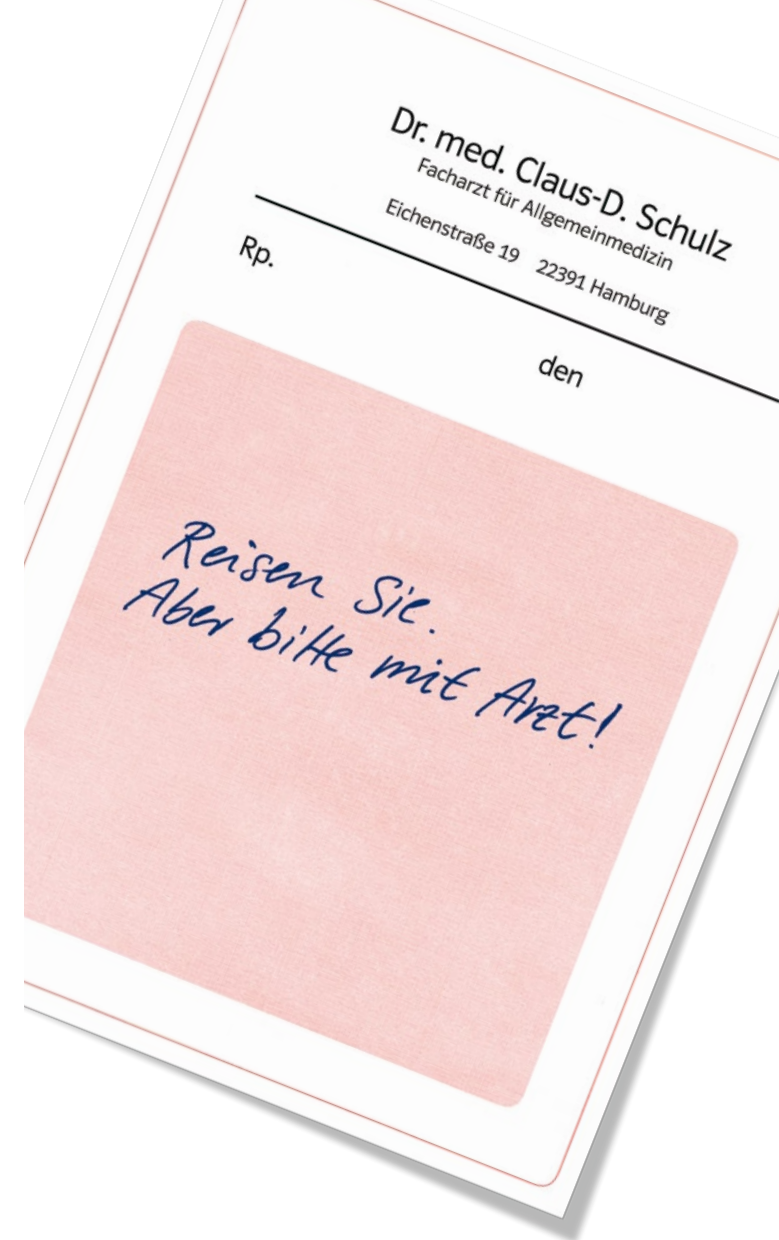 Dr. med. Claus-D. Schulz
Facharzt für Allgemeinmedizin
Eichenstraße 19 22391 Hamburg
Rp.
den
Reisen Sie.
Aber bitte mit Arzt!